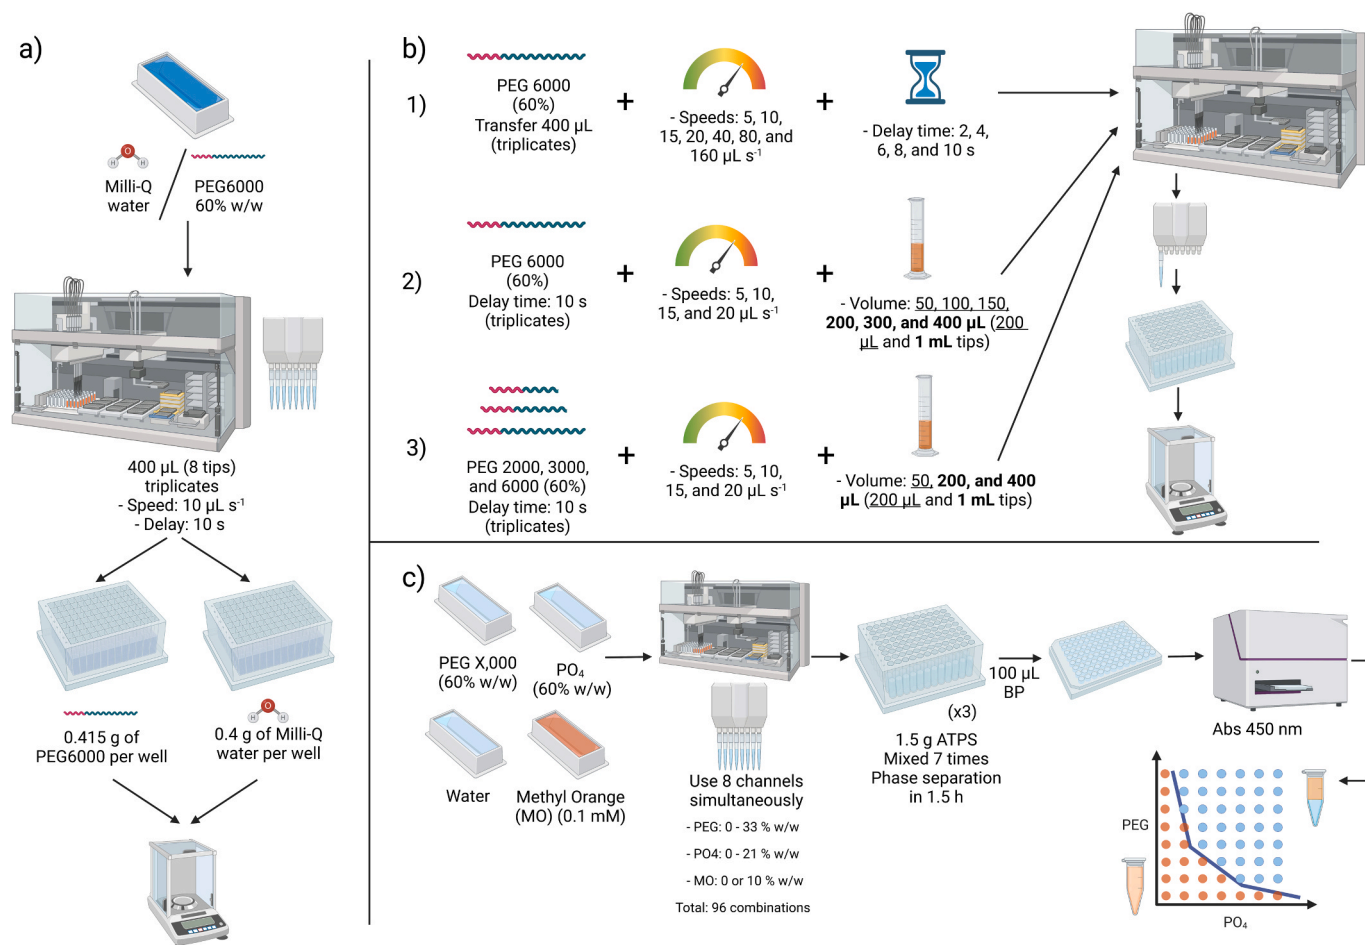 a)
H
O
H
Milli-Q
water
PEG6000
60% w/w
400 µL (8 tips)
triplicates
- Speed: 10 µL s⁻¹
- Delay: 10 s
0.415 g of
PEG6000 per well
H
O
H
0.4 g of Milli-Q
water per well
b)
1)
PEG 6000
(60%)
Transfer 400 µL
(triplicates)
+
- Speeds: 5, 10,
15, 20, 40, 80, and
160 µL s⁻¹
+
- Delay time: 2, 4,
6, 8, and 10 s
2)
PEG 6000
(60%)
Delay time: 10 s
(triplicates)
+
- Speeds: 5, 10,
15, and 20 µL s⁻¹
+
- Volume: 50, 100, 150,
200, 300, and 400 µL (200
µL and 1 mL tips)
3)
PEG 2000, 3000,
and 6000 (60%)
Delay time: 10 s
(triplicates)
+
- Speeds: 5, 10,
15, and 20 µL s⁻¹
+
- Volume: 50, 200, and 400
µL (200 µL and 1 mL tips)
c)
PEG X,000
(60% w/w)
PO₄
(60% w/w)
Water
Methyl Orange
(MO) (0.1 mM)
Use 8 channels
simultaneously
- PEG: 0 - 33 % w/w
- PO4: 0 - 21 % w/w
- MO: 0 or 10 % w/w
Total: 96 combinations
(x3)
1.5 g ATPS
Mixed 7 times
Phase separation
in 1.5 h
100 µL
BP
Abs 450 nm
PEG
PO₄